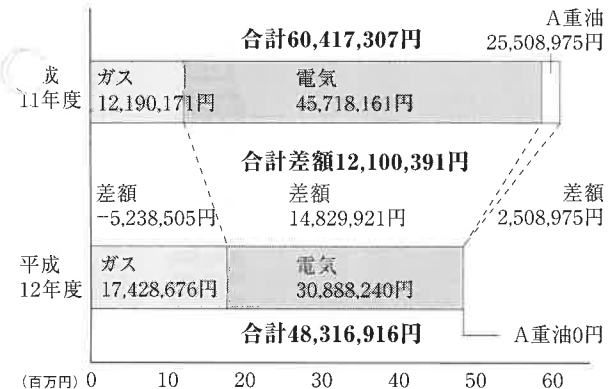 A重油
合計60,417,307円
25,508,975円
成
11年度
ガス
12,190,171円
電気
45,718,161円
合計差額12,100,391円
差額
-5,238,505円
差額
14,829,921円
差額
2,508,975円
平成
12年度
ガス
17,428,676円
電気
30,888,240円
合計48,316,916円
A重油0円
(百万円) 0 10 20 30 40 50 60